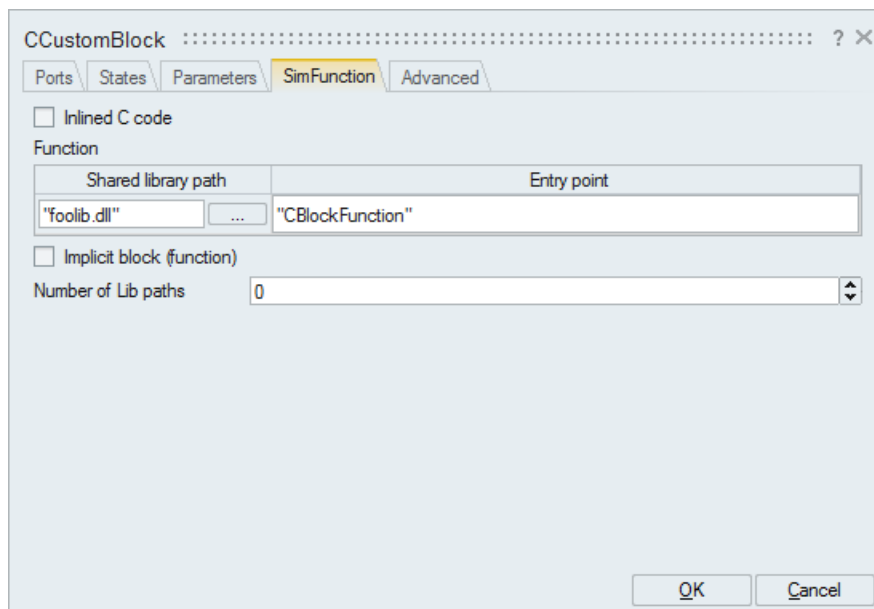 CCustomBlock ? ×
Ports States Parameters SimFunction Advanced
Inlined C code
Function
Shared library path Entry point
"foolib.dll" ... "CBlockFunction"
Implicit block (function)
Number of Lib paths 0
OK Cancel